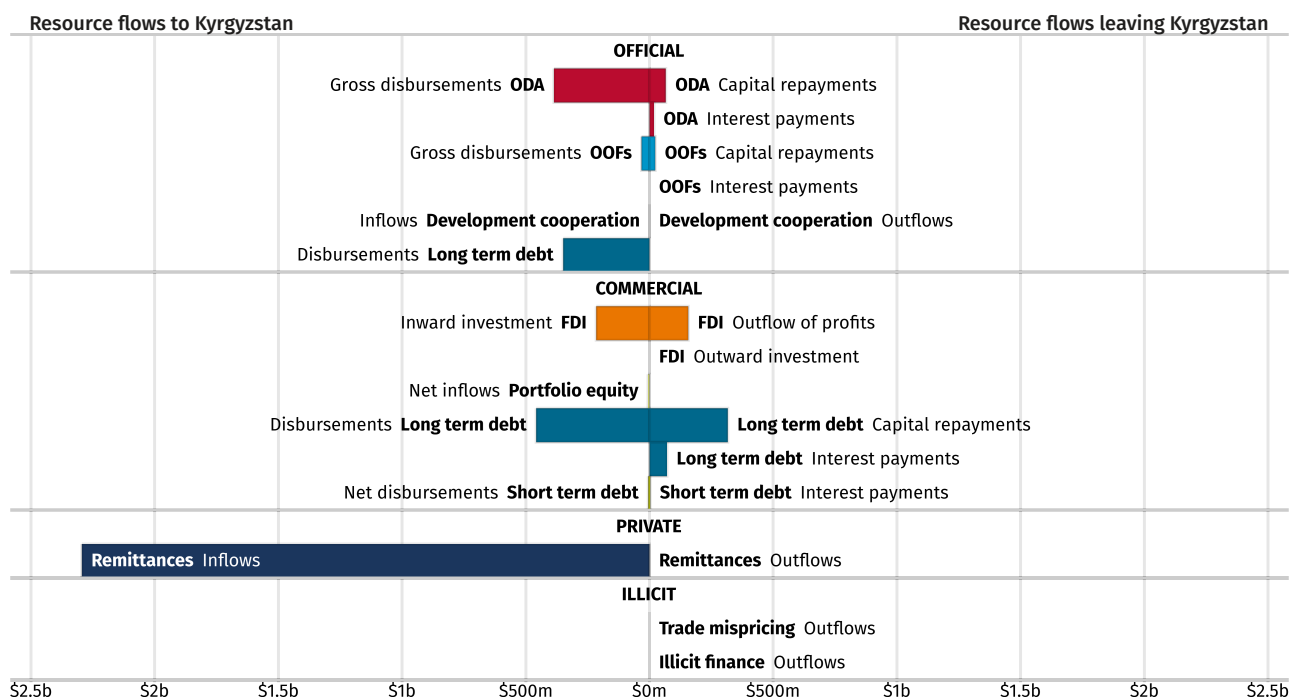 Resource flows to Kyrgyzstan Resource flows leaving Kyrgyzstan
OFFICIAL
Gross disbursements ODA ODA Capital repayments
ODA Interest payments
Gross disbursements OOFs OOFs Capital repayments
OOFs Interest payments
Inflows Development cooperation Development cooperation Outflows
Disbursements Long term debt
COMMERCIAL
Inward investment FDI FDI Outflow of profits
FDI Outward investment
Net inflows Portfolio equity
Disbursements Long term debt Long term debt Capital repayments
Long term debt Interest payments
Net disbursements Short term debt Short term debt Interest payments
PRIVATE
Remittances Inflows Remittances Outflows
ILLICIT
Trade mispricing Outflows
Illicit finance Outflows
$2.5b $2b $1.5b $1b $500m $0m $500m $1b $1.5b $2b $2.5b